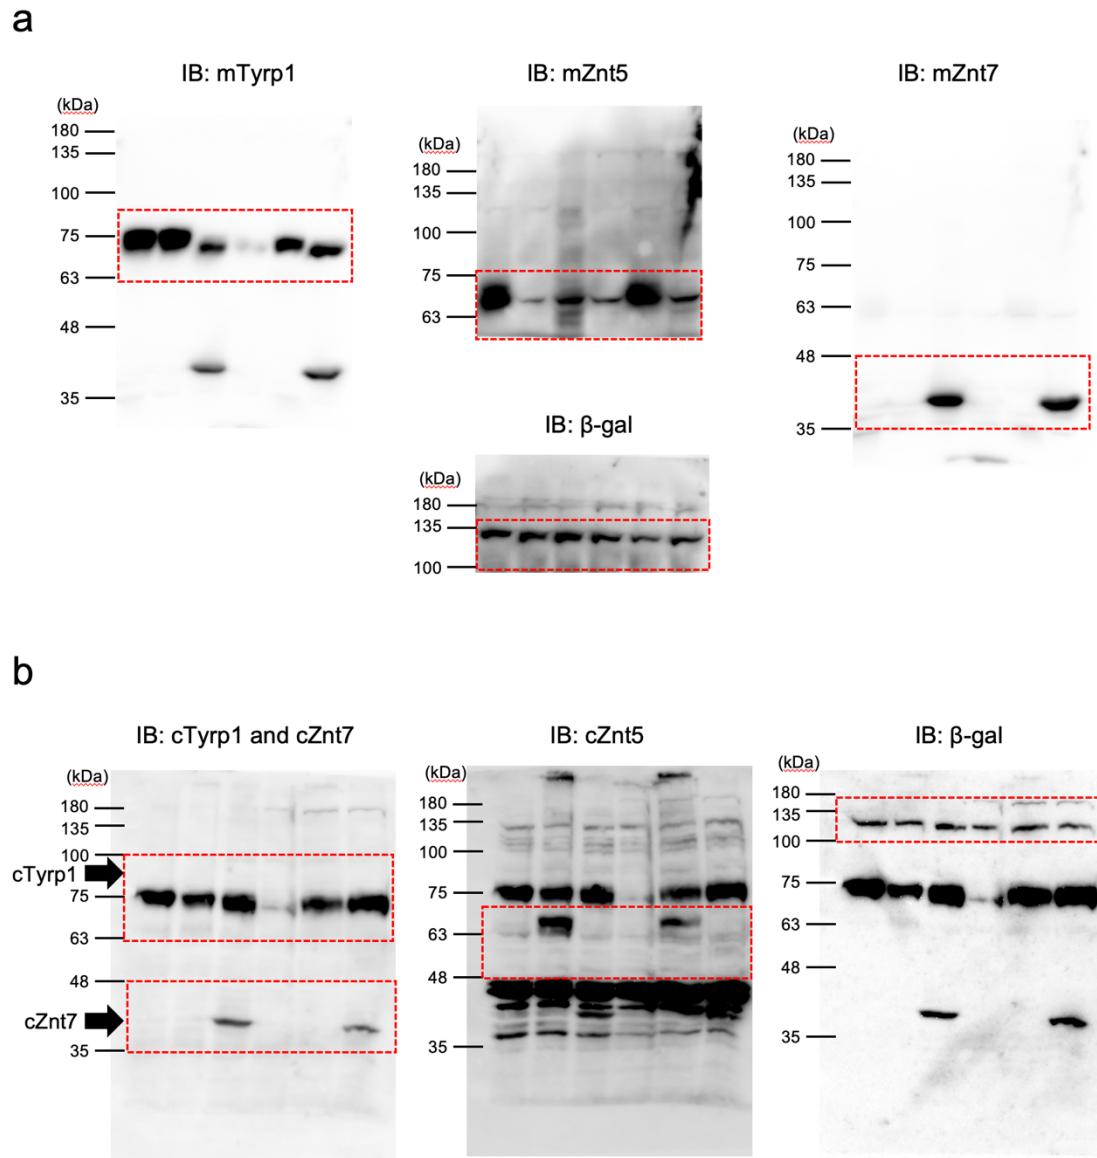 a
IB: mTyrp1
(kDa)
180
135
100
75
63
48
35
IB: mZnt5
(kDa)
180
135
100
75
63
IB: β-gal
(kDa)
180
135
100
IB: mZnt7
(kDa)
180
135
100
75
63
48
35
b
IB: cTyrp1 and cZnt7
(kDa)
180
135
100
cTyrp1
75
63
48
cZnt7
35
IB: cZnt5
(kDa)
180
135
100
75
63
48
35
IB: β-gal
(kDa)
180
135
100
75
63
48
35